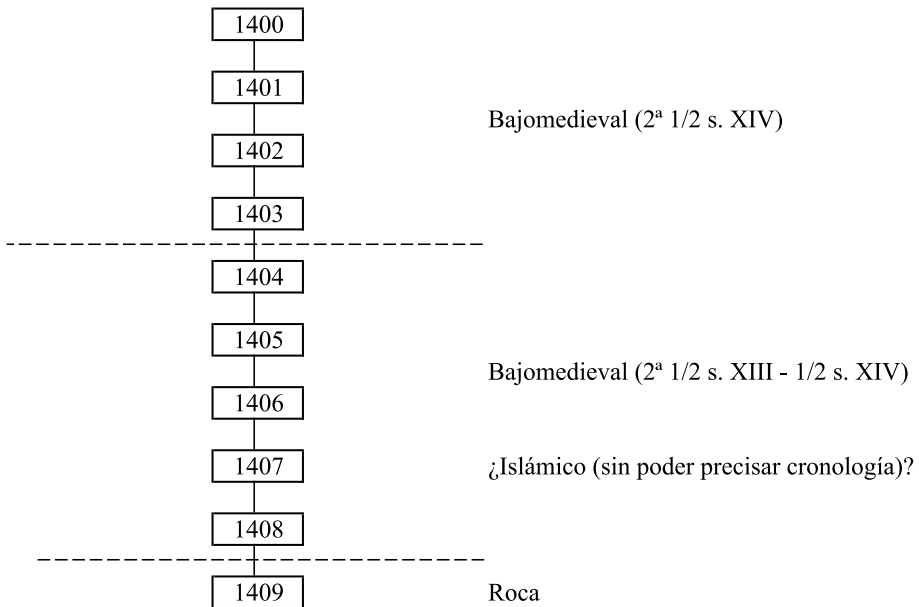 1400
1401
Bajomedieval (2ª 1/2 s. XIV)
1402
1403
1404
1405
Bajomedieval (2ª 1/2 s. XIII - 1/2 s. XIV)
1406
1407 ¿Islámico (sin poder precisar cronología)?
1408
1409 Roca